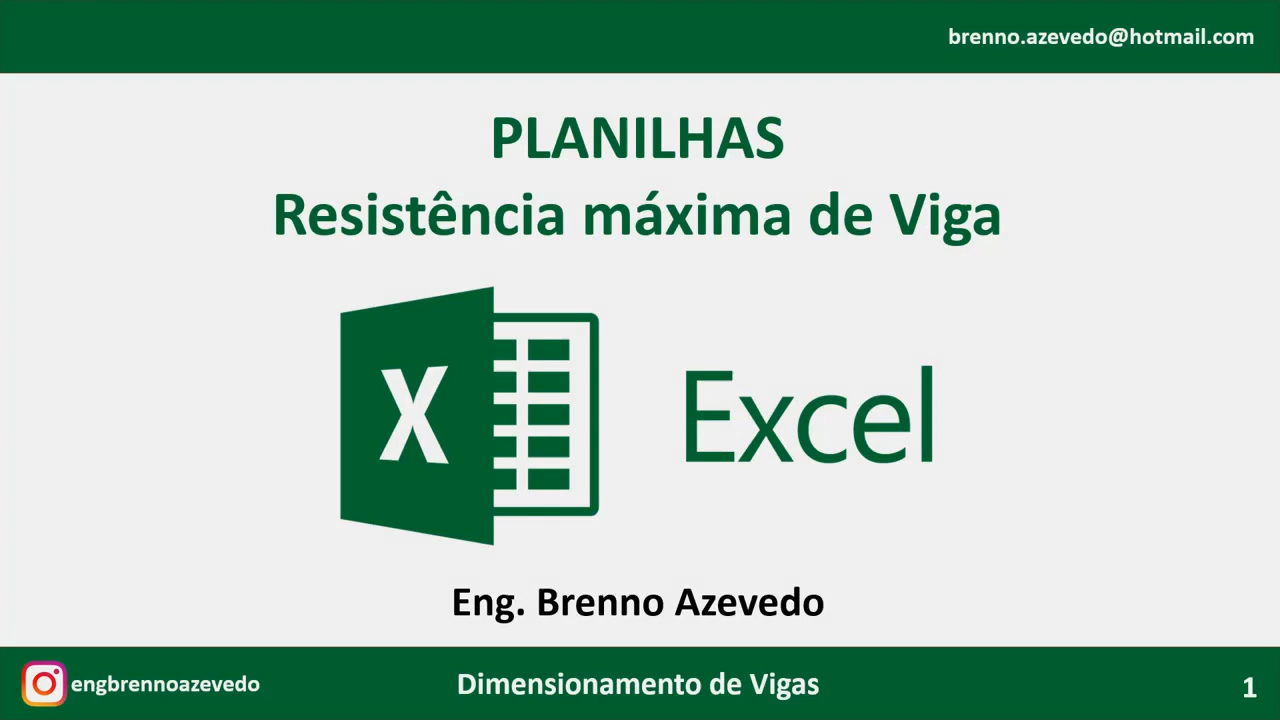 brenno.azevedo@hotmail.com
PLANILHAS
Resistência máxima de Viga
X
Excel
Eng. Brenno Azevedo
engbrennoazevedo
Dimensionamento de Vigas
1